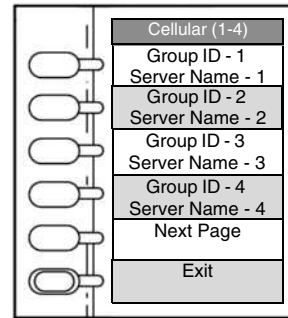 Cellular (1-4)
Group ID - 1
Server Name - 1
Group ID - 2
Server Name - 2
Group ID - 3
Server Name - 3
Group ID - 4
Server Name - 4
Next Page
Exit